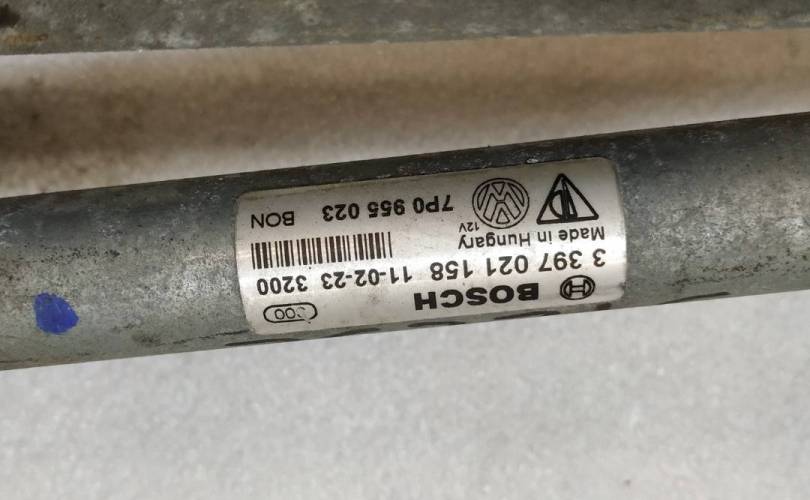 BOSCH
3 397 021 158 11-02-23 3200
Made in Hungary
12V
7P0 955 023 BON